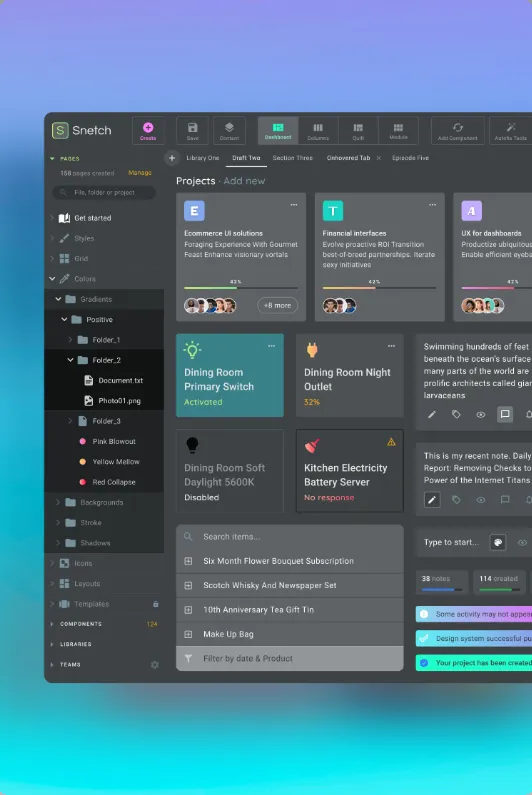 S Snetch
Create
Save
Content
Dashboard
Columns
Quilt
Module
Add Component
Autofix Tools
PAGES
158 pages created Manage
File, folder or project
Get started
Styles
Grid
Colors
Gradients
Positive
Folder_1
Folder_2
Document.txt
Photo01.png
Folder_3
Pink Blowout
Yellow Mellow
Red Collapse
Backgrounds
Stroke
Shadows
Icons
Layouts
Templates
COMPONENTS 124
LIBRARIES
TEAMS
Library One
Draft Two
Section Three
Onhovered Tab
Episode Five
Projects · Add new
E
Ecommerce UI solutions
Foraging Experience With Gourmet
Feast Enhance visionary vortals
43%
+8 more
T
Financial interfaces
Evolve proactive ROI Transition
best-of-breed partnerships. Iterate
sexy initiatives
42%
A
UX for dashboards
Productize ubiquitous
Enable efficient
42%
Dining Room
Primary Switch
Activated
Dining Room Night
Outlet
32%
Dining Room Soft
Daylight 5600K
Disabled
Kitchen Electricity
Battery Server
No response
Swimming hundreds of feet
beneath the ocean's surface
many parts of the world are
prolific architects called
larvaceans
This is my recent note. Daily
Report: Removing Checks to
Power of the Internet Titans
Type to start...
38 notes
114 created
Some activity may not
Design system successful
Your project has been created
Search items...
Six Month Flower Bouquet Subscription
Scotch Whisky And Newspaper Set
10th Anniversary Tea Gift Tin
Make Up Bag
Filter by date & Product